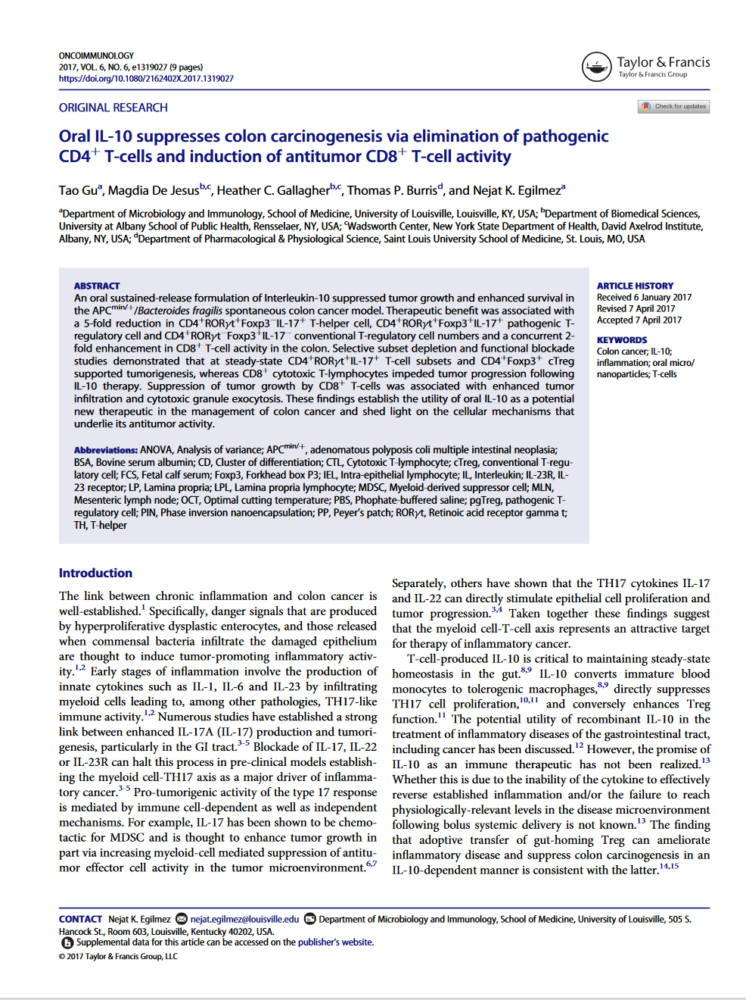 ONCOIMMUNOLOGY
2017, VOL. 6, NO. 6, e1319027 (9 pages)
https://doi.org/10.1080/2162402X.2017.1319027
Taylor & Francis
Taylor & Francis Group
ORIGINAL RESEARCH
Check for updates
Oral IL-10 suppresses colon carcinogenesis via elimination of pathogenic
CD4+ T-cells and induction of antitumor CD8+ T-cell activity
Tao Gua, Magdia De Jesusb,c, Heather C. Gallagherb,c, Thomas P. Burrisd, and Nejat K. Egilmeza
aDepartment of Microbiology and Immunology, School of Medicine, University of Louisville, Louisville, KY, USA; bDepartment of Biomedical Sciences,
University at Albany School of Public Health, Rensselaer, NY, USA; cWadsworth Center, New York State Department of Health, David Axelrod Institute,
Albany, NY, USA; dDepartment of Pharmacological & Physiological Science, Saint Louis University School of Medicine, St. Louis, MO, USA
ABSTRACT
An oral sustained-release formulation of Interleukin-10 suppressed tumor growth and enhanced survival in
the APCmin/+/Bacteroides fragilis spontaneous colon cancer model. Therapeutic benefit was associated with
a 5-fold reduction in CD4+RORγt+Foxp3−IL-17+ T-helper cell, CD4+RORγt+Foxp3+IL-17+ pathogenic T-
regulatory cell and CD4+RORγt−Foxp3+IL-17− conventional T-regulatory cell numbers and a concurrent 2-
fold enhancement in CD8+ T-cell activity in the colon. Selective subset depletion and functional blockade
studies demonstrated that at steady-state CD4+RORγt+IL-17+ T-cell subsets and CD4+Foxp3+ cTreg
supported tumorigenesis, whereas CD8+ cytotoxic T-lymphocytes impeded tumor progression following
IL-10 therapy. Suppression of tumor growth by CD8+ T-cells was associated with enhanced tumor
infiltration and cytotoxic granule exocytosis. These findings establish the utility of oral IL-10 as a potential
new therapeutic in the management of colon cancer and shed light on the cellular mechanisms that
underlie its antitumor activity.
Abbreviations: ANOVA, Analysis of variance; APCmin/+, adenomatous polyposis coli multiple intestinal neoplasia;
BSA, Bovine serum albumin; CD, Cluster of differentiation; CTL, Cytotoxic T-lymphocyte; cTreg, conventional T-regu-
latory cell; FCS, Fetal calf serum; Foxp3, Forkhead box P3; IEL, Intra-epithelial lymphocyte; IL, Interleukin; IL-23R, IL-
23 receptor; LP, Lamina propria; LPL, Lamina propria lymphocyte; MDSC, Myeloid-derived suppressor cell; MLN,
Mesenteric lymph node; OCT, Optimal cutting temperature; PBS, Phophate-buffered saline; pgTreg, pathogenic T-
regulatory cell; PIN, Phase inversion nanoencapsulation; PP, Peyer's patch; RORγt, Retinoic acid receptor gamma t;
TH, T-helper
ARTICLE HISTORY
Received 6 January 2017
Revised 7 April 2017
Accepted 7 April 2017
KEYWORDS
Colon cancer; IL-10;
inflammation; oral micro/
nanoparticles; T-cells
Introduction
The link between chronic inflammation and colon cancer is
well-established.1 Specifically, danger signals that are produced
by hyperproliferative dysplastic enterocytes, and those released
when commensal bacteria infiltrate the damaged epithelium
are thought to induce tumor-promoting inflammatory activ-
ity.1,2 Early stages of inflammation involve the production of
innate cytokines such as IL-1, IL-6 and IL-23 by infiltrating
myeloid cells leading to, among other pathologies, TH17-like
immune activity.1,2 Numerous studies have established a strong
link between enhanced IL-17A (IL-17) production and tumori-
genesis, particularly in the GI tract.3-5 Blockade of IL-17, IL-22
or IL-23R can halt this process in pre-clinical models establish-
ing the myeloid cell-TH17 axis as a major driver of inflamma-
tory cancer.3-5 Pro-tumorigenic activity of the type 17 response
is mediated by immune cell-dependent as well as independent
mechanisms. For example, IL-17 has been shown to be chemo-
tactic for MDSC and is thought to enhance tumor growth in
part via increasing myeloid-cell mediated suppression of antitu-
mor effector cell activity in the tumor microenvironment.6,7
Separately, others have shown that the TH17 cytokines IL-17
and IL-22 can directly stimulate epithelial cell proliferation and
tumor progression.3,4 Taken together these findings suggest
that the myeloid cell-T-cell axis represents an attractive target
for therapy of inflammatory cancer.
T-cell-produced IL-10 is critical to maintaining steady-state
homeostasis in the gut.8,9 IL-10 converts immature blood
monocytes to tolerogenic macrophages,8,9 directly suppresses
TH17 cell proliferation,10,11 and conversely enhances Treg
function.11 The potential utility of recombinant IL-10 in the
treatment of inflammatory diseases of the gastrointestinal tract,
including cancer has been discussed.12 However, the promise of
IL-10 as an immune therapeutic has not been realized.13
Whether this is due to the inability of the cytokine to effectively
reverse established inflammation and/or the failure to reach
physiologically-relevant levels in the disease microenvironment
following bolus systemic delivery is not known.13 The finding
that adoptive transfer of gut-homing Treg can ameliorate
inflammatory disease and suppress colon carcinogenesis in an
IL-10-dependent manner is consistent with the latter.14,15
CONTACT Nejat K. Egilmez nejat.egilmez@louisville.edu Department of Microbiology and Immunology, School of Medicine, University of Louisville, 505 S.
Hancock St., Room 603, Louisville, Kentucky 40202, USA.
Supplemental data for this article can be accessed on the publisher's website.
© 2017 Taylor & Francis Group, LLC